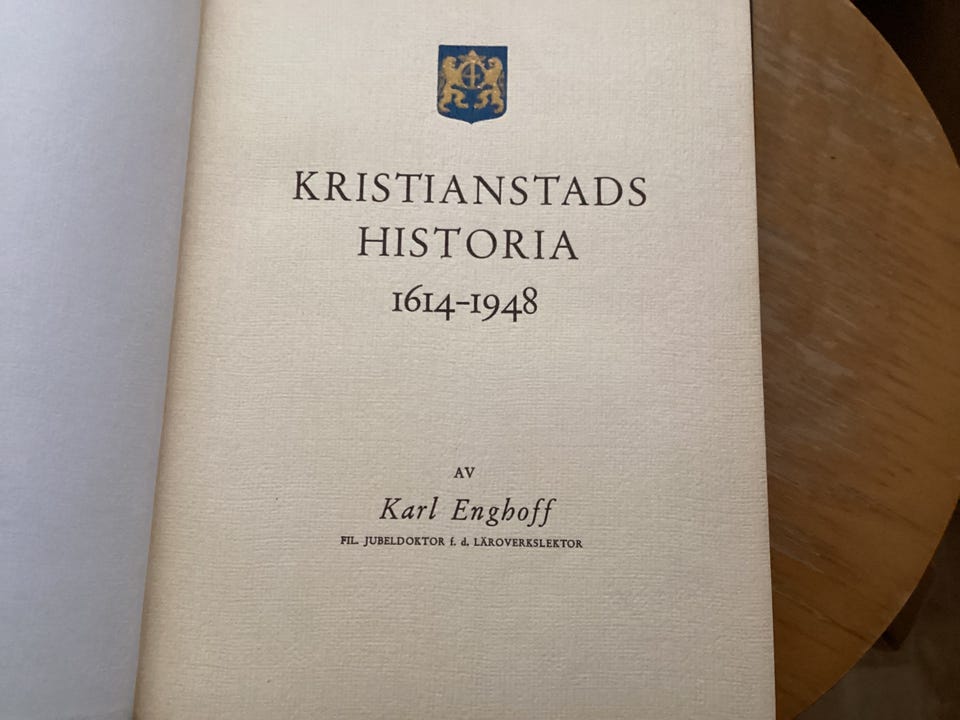 KRISTIANSTADS
HISTORIA
1614–1948
AV
Karl Enghoff
FIL. JUBELDOKTOR f. d. LÄROVERKSLEKTOR